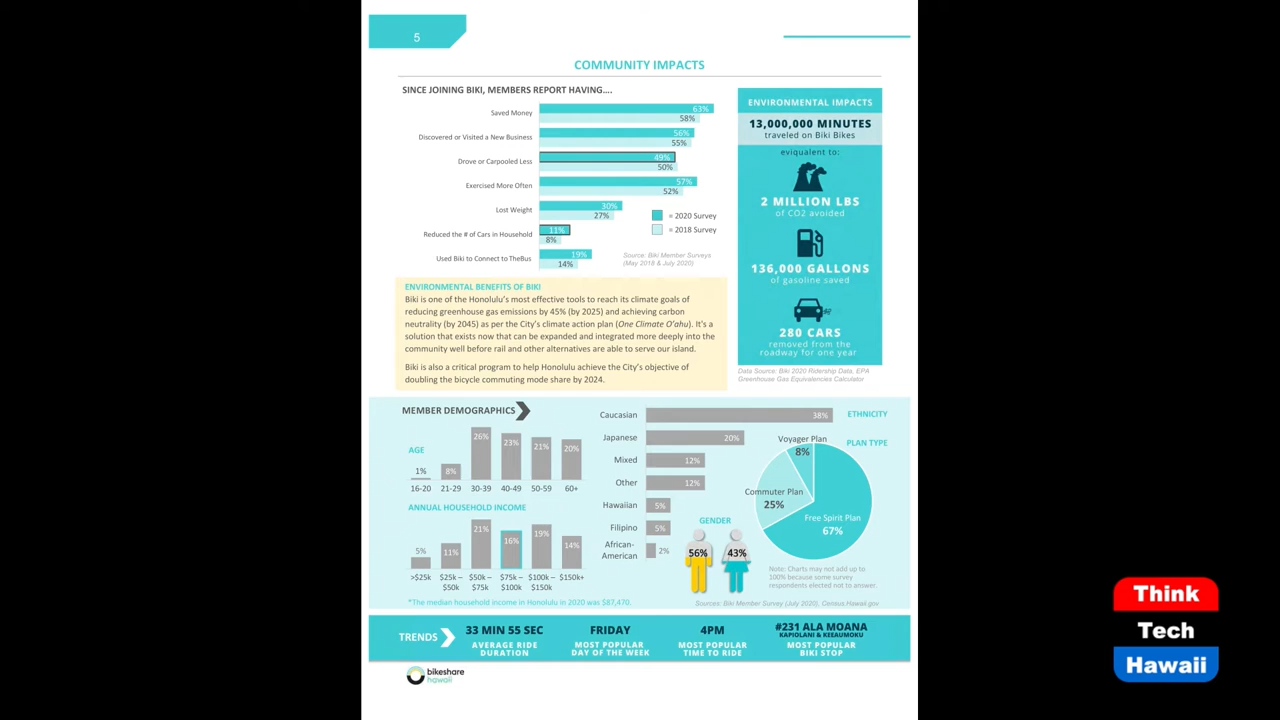 5
COMMUNITY IMPACTS
SINCE JOINING BIKI, MEMBERS REPORT HAVING....
Saved Money
63%
58%
Discovered or Visited a New Business
56%
55%
Drove or Carpooled Less
49%
50%
Exercised More Often
57%
52%
Lost Weight
30%
27%
Reduced the # of Cars in Household
11%
8%
Used Biki to Connect to TheBus
19%
14%
= 2020 Survey
= 2018 Survey
Source: Biki Member Surveys
(May 2018 & July 2020)
ENVIRONMENTAL IMPACTS
13,000,000 MINUTES
traveled on Biki Bikes
eviqualent to:
2 MILLION LBS
of CO2 avoided
136,000 GALLONS
of gasoline saved
280 CARS
removed from the
roadway for one year
Data Source: Biki 2020 Ridership Data, EPA
Greenhouse Gas Equivalencies Calculator
ENVIRONMENTAL BENEFITS OF BIKI
Biki is one of the Honolulu's most effective tools to reach its climate goals of
reducing greenhouse gas emissions by 45% (by 2025) and achieving carbon
neutrality (by 2045) as per the City's climate action plan (One Climate O'ahu). It's a
solution that exists now that can be expanded and integrated more deeply into the
community well before rail and other alternatives are able to serve our island.
Biki is also a critical program to help Honolulu achieve the City's objective of
doubling the bicycle commuting mode share by 2024.
MEMBER DEMOGRAPHICS
AGE
1% 8% 26% 23% 21% 20%
16-20 21-29 30-39 40-49 50-59 60+
ANNUAL HOUSEHOLD INCOME
5% 11% 21% 16% 19% 14%
>$25k $25k – $50k – $75k – $100k – $150k+
$50k $75k $100k $150k
*The median household income in Honolulu in 2020 was $87,470.
ETHNICITY
Caucasian 38%
Japanese 20%
Mixed 12%
Other 12%
Hawaiian 5%
Filipino 5%
African-
American 2%
GENDER
56% 43%
PLAN TYPE
Voyager Plan
8%
Commuter Plan
25%
Free Spirit Plan
67%
Note: Charts may not add up to
100% because some survey
respondents elected not to answer.
Sources: Biki Member Survey (July 2020), Census.Hawaii.gov
TRENDS
33 MIN 55 SEC
AVERAGE RIDE
DURATION
FRIDAY
MOST POPULAR
DAY OF THE WEEK
4PM
MOST POPULAR
TIME TO RIDE
#231 ALA MOANA
KAPIOLANI & KEEAUMOKU
MOST POPULAR
BIKI STOP
bikeshare
hawaii
Think
Tech
Hawaii